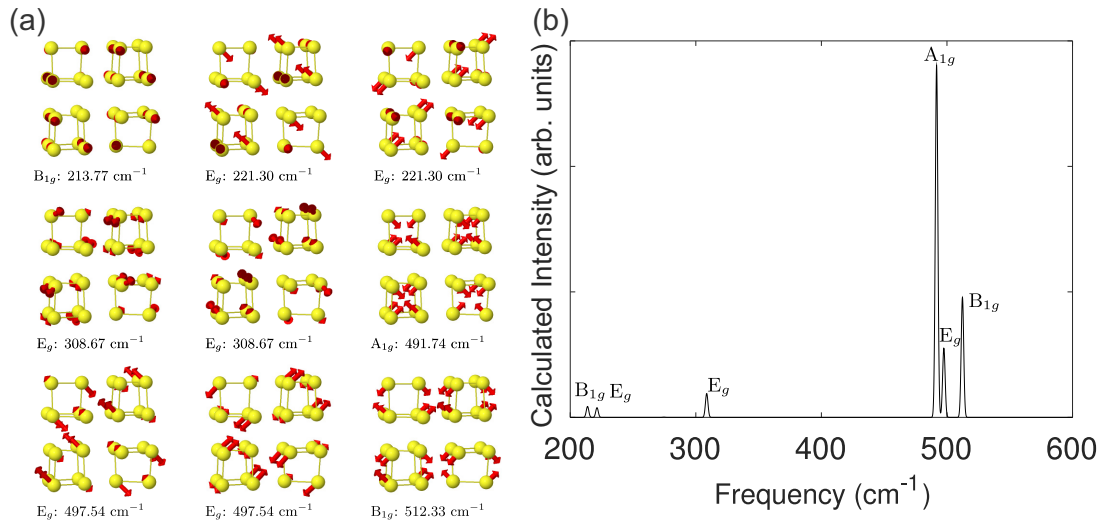 (a)
B1g: 213.77 cm−1
Eg: 221.30 cm−1
Eg: 221.30 cm−1
Eg: 308.67 cm−1
Eg: 308.67 cm−1
A1g: 491.74 cm−1
Eg: 497.54 cm−1
Eg: 497.54 cm−1
B1g: 512.33 cm−1
(b)
Calculated Intensity (arb. units)
A1g
B1g
Eg
Eg
B1g Eg
200 300 400 500 600
Frequency (cm-1)